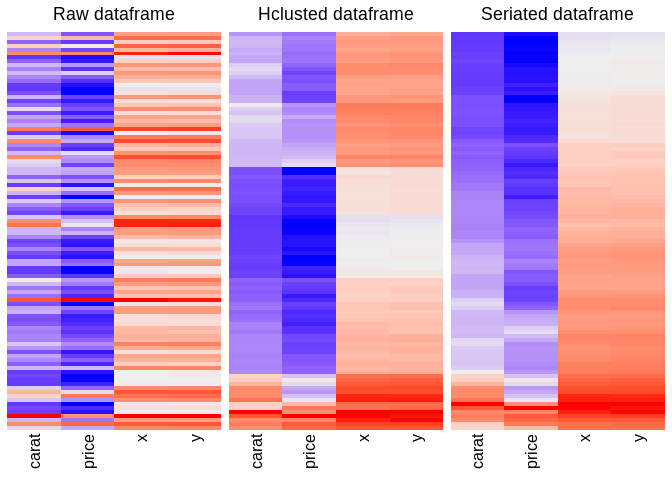 Raw dataframe
Hclusted dataframe
Seriated dataframe
carat
price
x
y
carat
price
x
y
carat
price
x
y